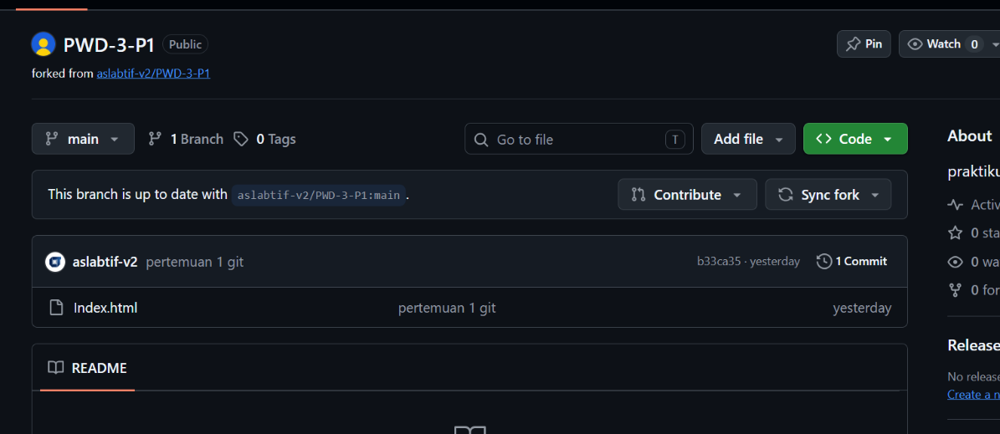 PWD-3-P1 Public Pin Watch 0
forked from aslabtif-v2/PWD-3-P1
main 1 Branch 0 Tags Go to file T Add file Code About
praktiku
This branch is up to date with aslabtif-v2/PWD-3-P1:main. Contribute Sync fork
Activ
0 sta
aslabtif-v2 pertemuan 1 git b33ca35 · yesterday 1 Commit
0 wa
0 for
Index.html pertemuan 1 git yesterday
Release
README
No release
Create a n